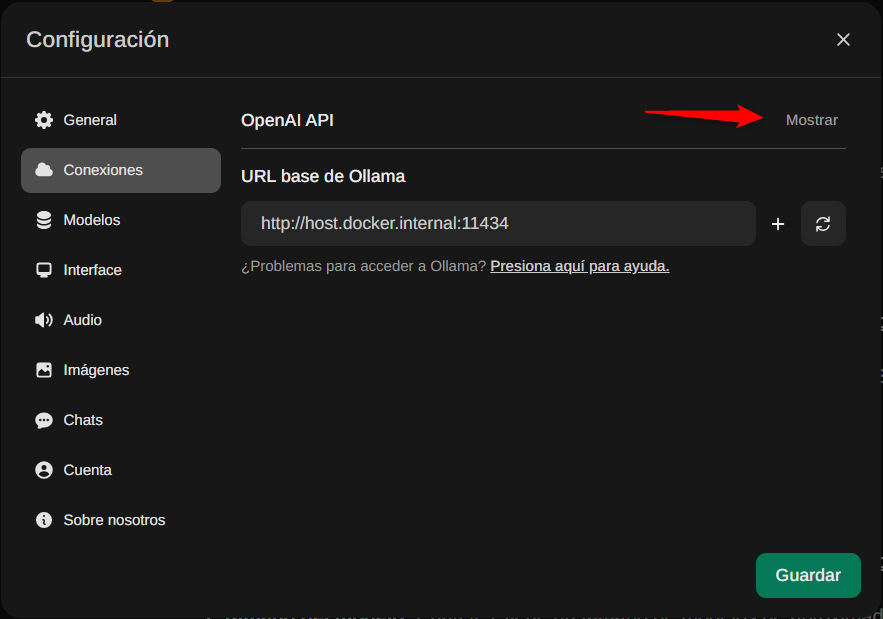 Configuración
General
OpenAI API
Mostrar
Conexiones
URL base de Ollama
Modelos
http://host.docker.internal:11434
Interface
¿Problemas para acceder a Ollama? Presiona aquí para ayuda.
Audio
Imágenes
Chats
Cuenta
Sobre nosotros
Guardar